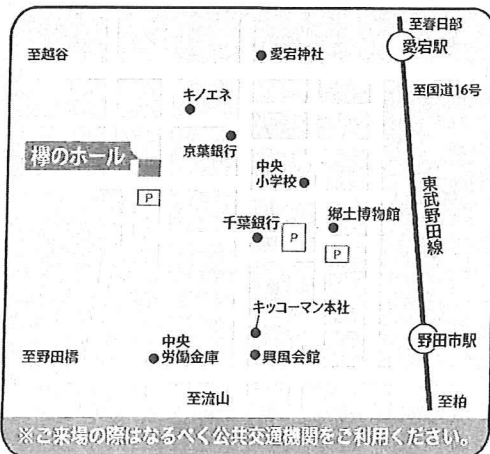 至春日部
愛宕駅
至越谷
愛宕神社
至国道16号
キノエネ
京葉銀行
欅のホール
中央
小学校
P
東武野田線
郷土博物館
千葉銀行
P
P
キッコーマン本社
野田市駅
中央
労働金庫
至野田橋
興風会館
至流山
至柏
※ご来場の際はなるべく公共交通機関をご利用ください。